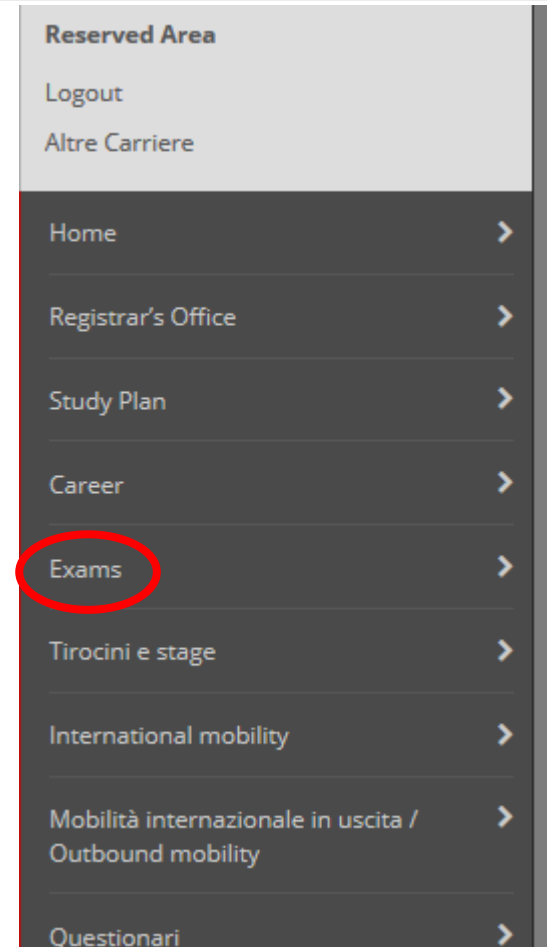 Reserved Area
Logout
Altre Carriere
Home
Registrar's Office
Study Plan
Career
Exams
Tirocini e stage
International mobility
Mobilità internazionale in uscita /
Outbound mobility
Questionari